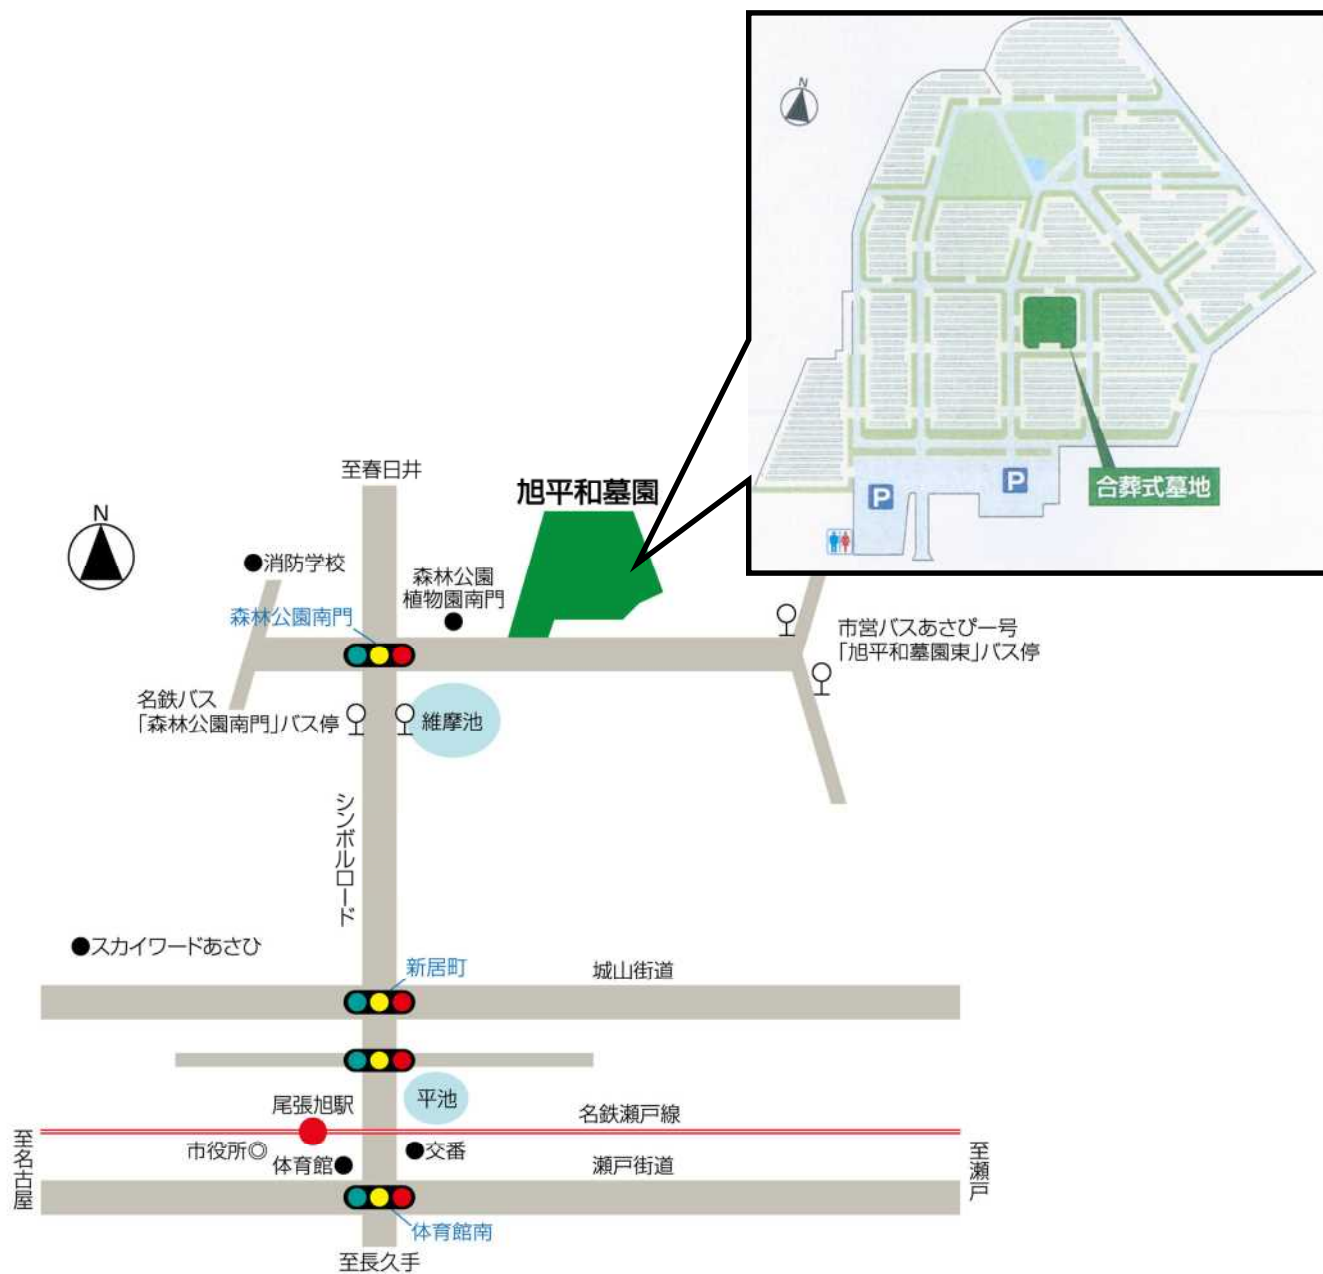 N
P
P
合葬式墓地
至春日井
旭平和墓園
N
消防学校
森林公園
植物園南門
森林公園南門
市営バスあさぴー号
「旭平和墓園東」バス停
名鉄バス
「森林公園南門」バス停
維摩池
シンボルロード
スカイワードあさひ
新居町
城山街道
平池
尾張旭駅
名鉄瀬戸線
至名古屋
市役所◎
体育館
交番
瀬戸街道
至瀬戸
体育館南
至長久手